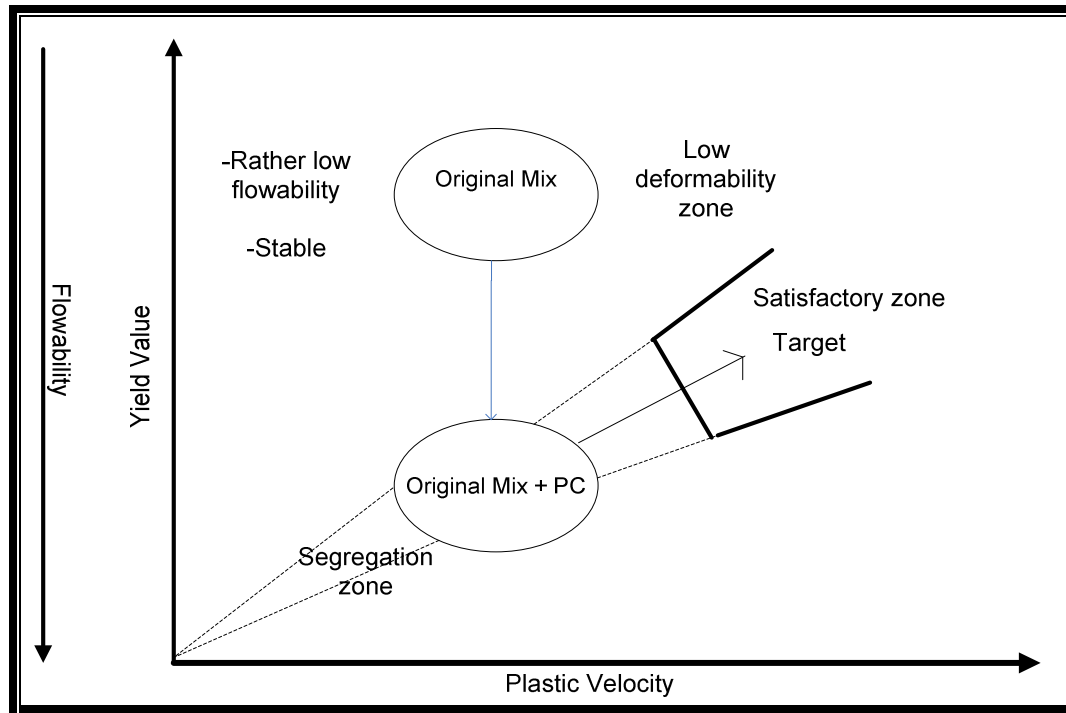 -Rather low
flowability
-Stable
Original Mix
Low
deformability
zone
Satisfactory zone
Target
Flowability
Yield Value
Original Mix + PC
Segregation
zone
Plastic Velocity